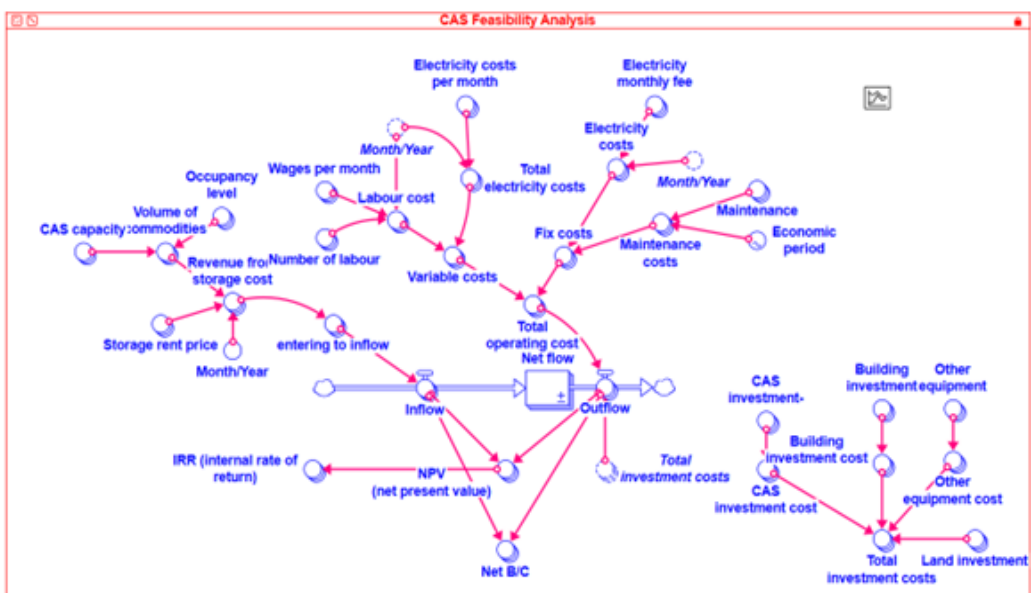 CAS Feasibility Analysis
Electricity costs
per month
Electricity
monthly fee
Month/Year
Electricity
costs
Wages per month
Total
electricity costs
Month/Year
Occupancy
level
Labour cost
Maintenance
Volume of
commodities
CAS capacity
Fix costs
Maintenance
costs
Economic
period
Revenue from
storage cost
Number of labour
Variable costs
Storage rent price
entering to inflow
Total
operating cost
Month/Year
Net flow
±
Inflow
Outflow
CAS
investment-
Building
investment
Other
equipment
IRR (internal rate of
return)
NPV
(net present value)
Total
investment costs
Building
investment cost
CAS
investment cost
Other
equipment cost
Net B/C
Total
investment costs
Land investment